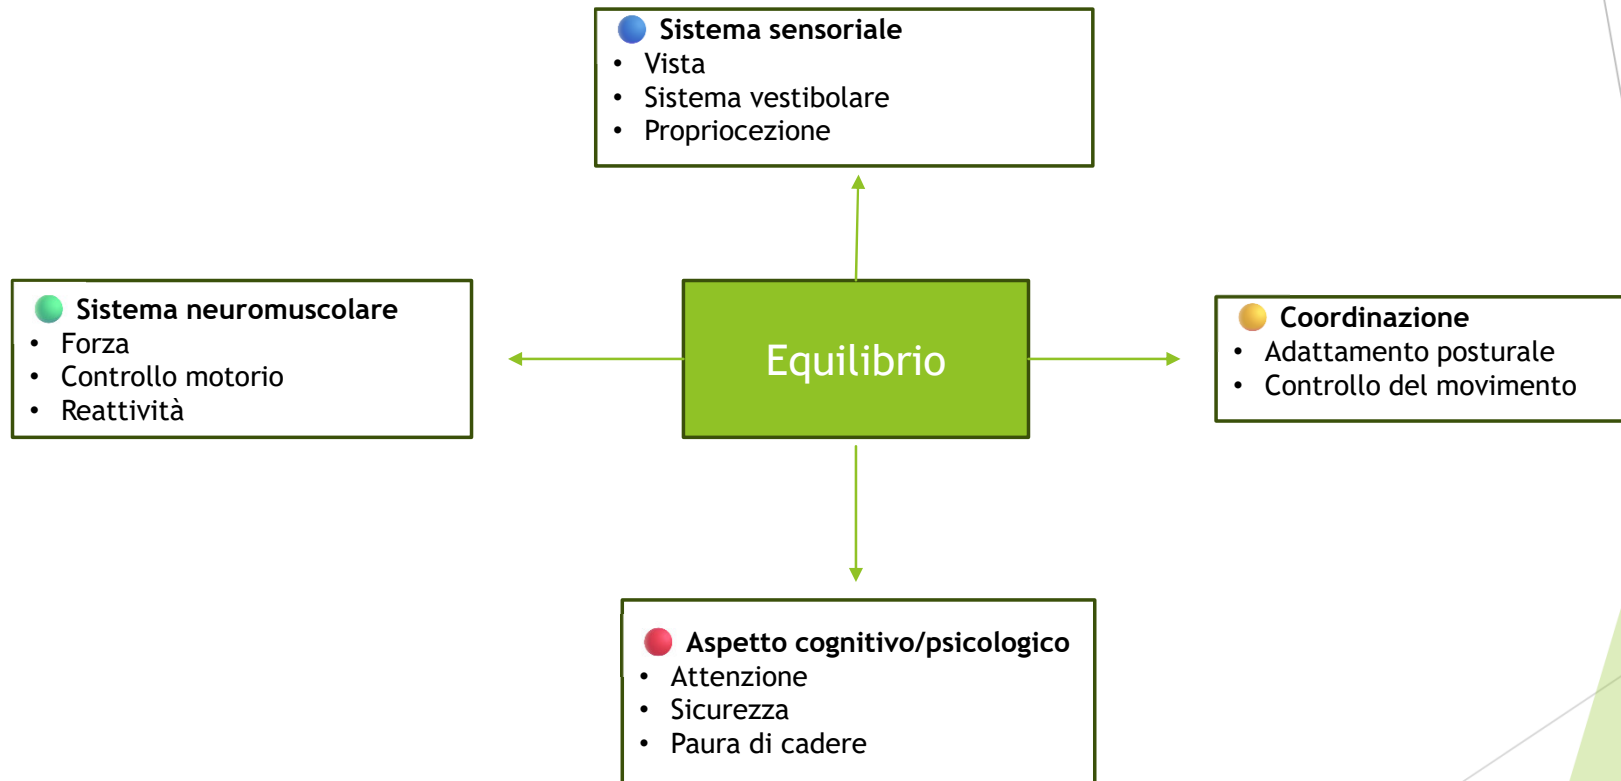 Sistema sensoriale
• Vista
• Sistema vestibolare
• Propriocezione
Sistema neuromuscolare
• Forza
• Controllo motorio
• Reattività
Equilibrio
Coordinazione
• Adattamento posturale
• Controllo del movimento
Aspetto cognitivo/psicologico
• Attenzione
• Sicurezza
• Paura di cadere